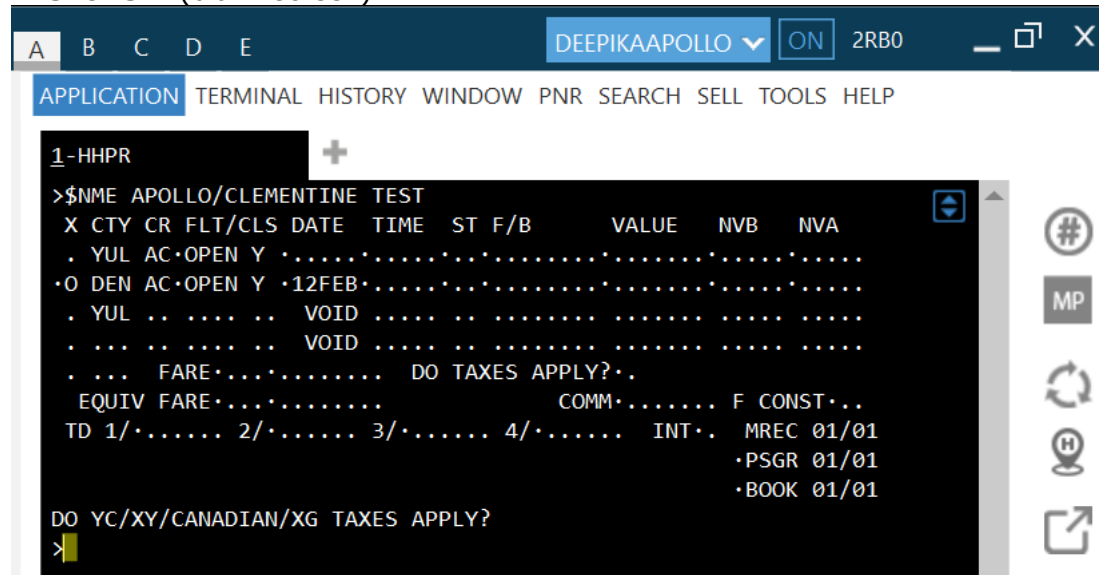 A B C D E DEEPIKAAPOLLO ON 2RB0
APPLICATION TERMINAL HISTORY WINDOW PNR SEARCH SELL TOOLS HELP
1-HHPR
>$NME APOLLO/CLEMENTINE TEST
X CTY CR FLT/CLS DATE TIME ST F/B VALUE NVB NVA
. YUL AC·OPEN Y ·.....·.....·..·........·.......·.....·.....
·O DEN AC·OPEN Y ·12FEB·.....·..·........·.......·.....·.....
. YUL .. .... .. VOID ..... .. ........ ....... ..... .....
. ... .. .... .. VOID ..... .. ........ ....... ..... .....
. ... FARE·...·........ DO TAXES APPLY?·.
EQUIV FARE·...·........ COMM·....... F CONST·..
TD 1/·...... 2/·...... 3/·...... 4/·...... INT·. MREC 01/01
·PSGR 01/01
·BOOK 01/01
DO YC/XY/CANADIAN/XG TAXES APPLY?
>
#
MP
H